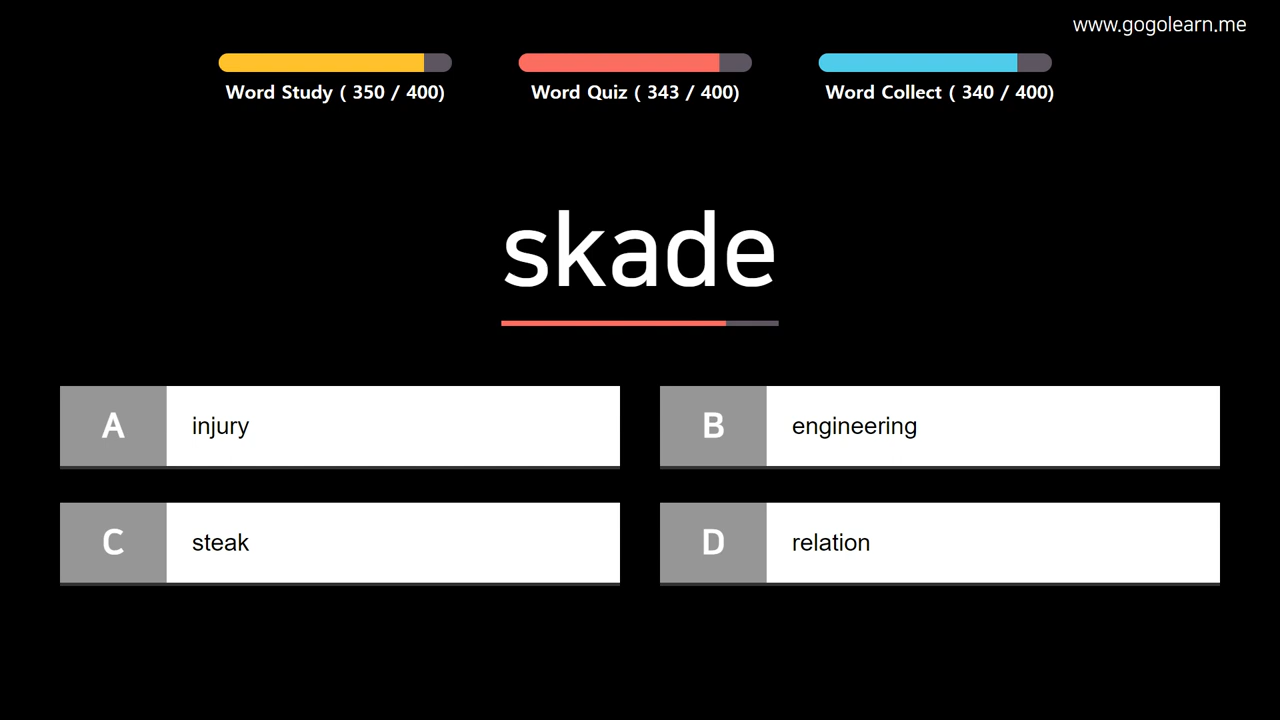 www.gogolearn.me
Word Study ( 350 / 400)
Word Quiz ( 343 / 400)
Word Collect ( 340 / 400)
skade
A injury
B engineering
C steak
D relation